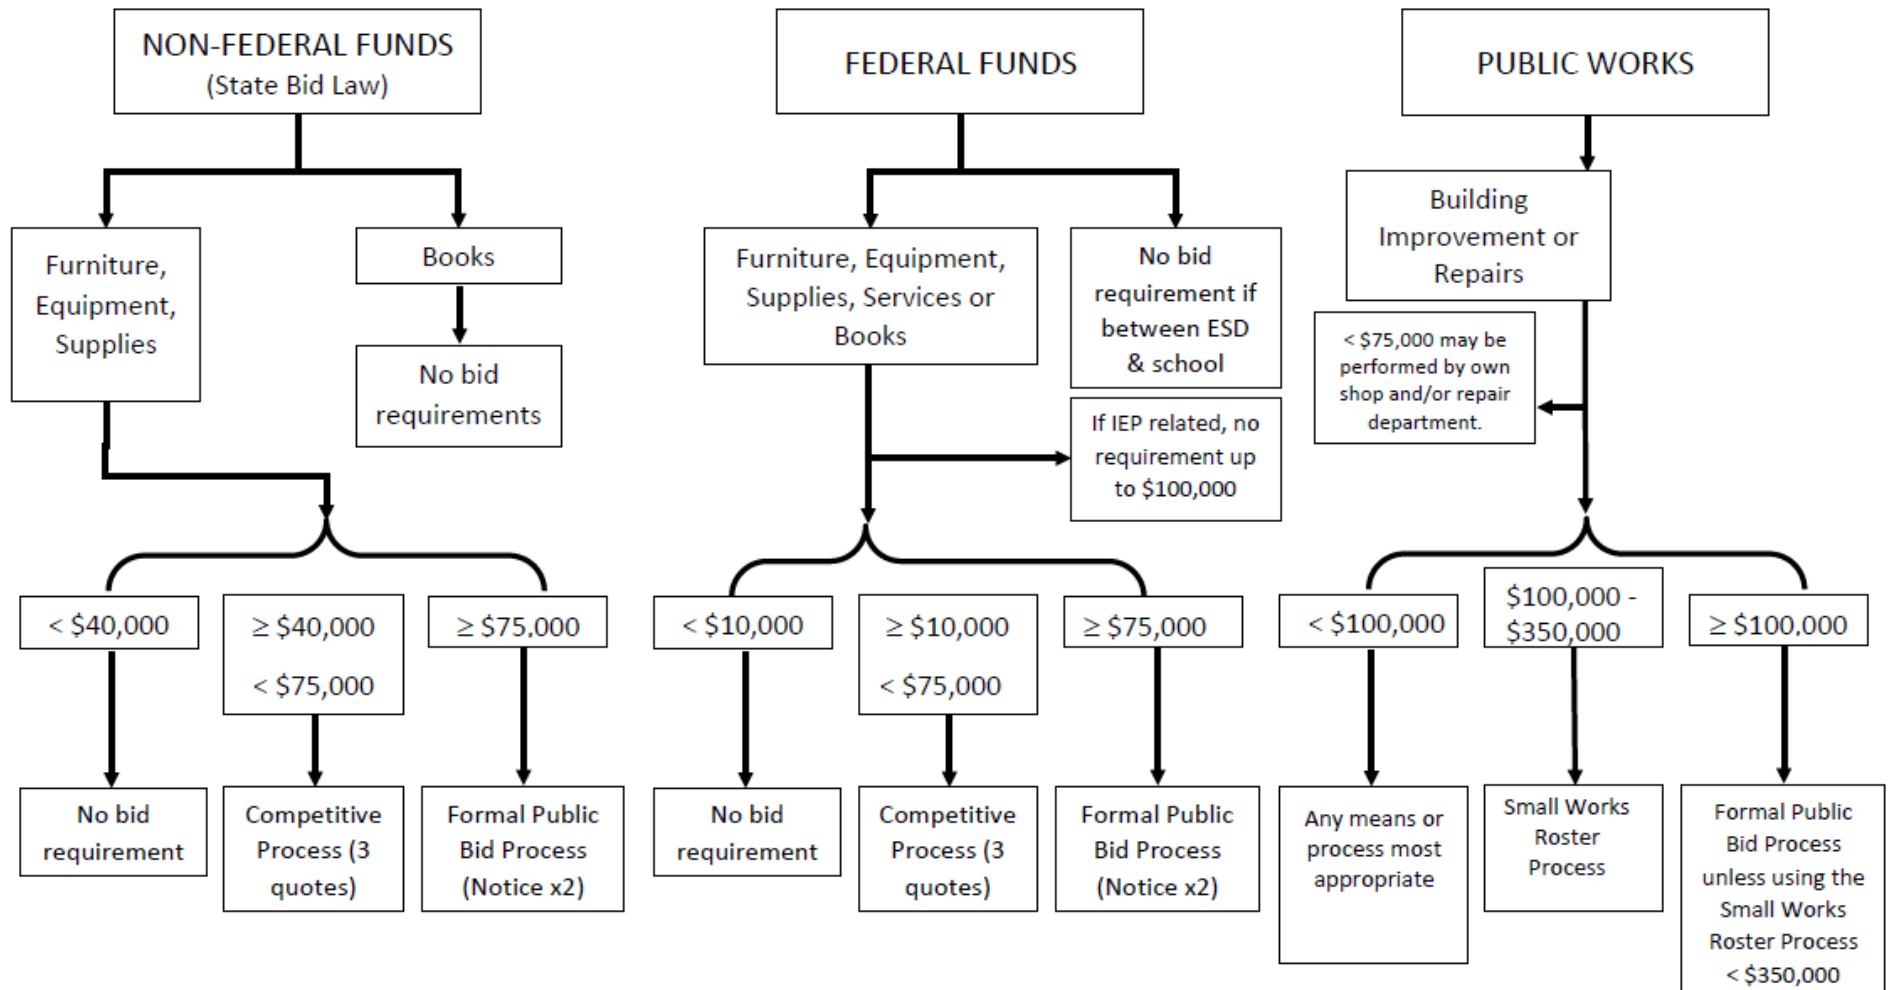 NON-FEDERAL FUNDS
(State Bid Law)
FEDERAL FUNDS
PUBLIC WORKS
Furniture,
Equipment,
Supplies
Books
No bid
requirements
Furniture, Equipment,
Supplies, Services or
Books
No bid
requirement if
between ESD
& school
If IEP related, no
requirement up
to $100,000
Building
Improvement or
Repairs
< $75,000 may be
performed by own
shop and/or repair
department.
< $40,000
≥ $40,000
< $75,000
≥ $75,000
< $10,000
≥ $10,000
< $75,000
≥ $75,000
< $100,000
$100,000 -
$350,000
≥ $100,000
No bid
requirement
Competitive
Process (3
quotes)
Formal Public
Bid Process
(Notice x2)
No bid
requirement
Competitive
Process (3
quotes)
Formal Public
Bid Process
(Notice x2)
Any means or
process most
appropriate
Small Works
Roster
Process
Formal Public
Bid Process
unless using the
Small Works
Roster Process
< $350,000